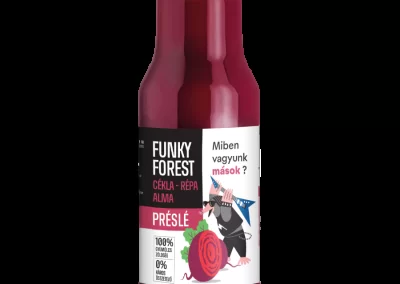 FUNKY
FOREST
CÉKLA - RÉPA
ALMA
PRÉSLÉ
100%
0%
Miben
vagyunk
mások?